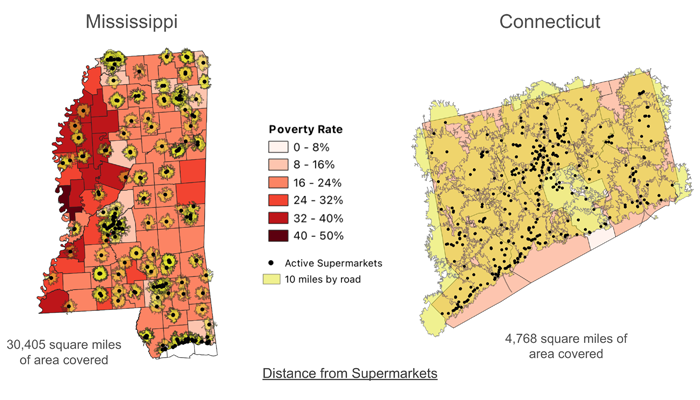 Mississippi
Connecticut
Poverty Rate
0 - 8%
8 - 16%
16 - 24%
24 - 32%
32 - 40%
40 - 50%
Active Supermarkets
10 miles by road
30,405 square miles
of area covered
4,768 square miles of
area covered
Distance from Supermarkets